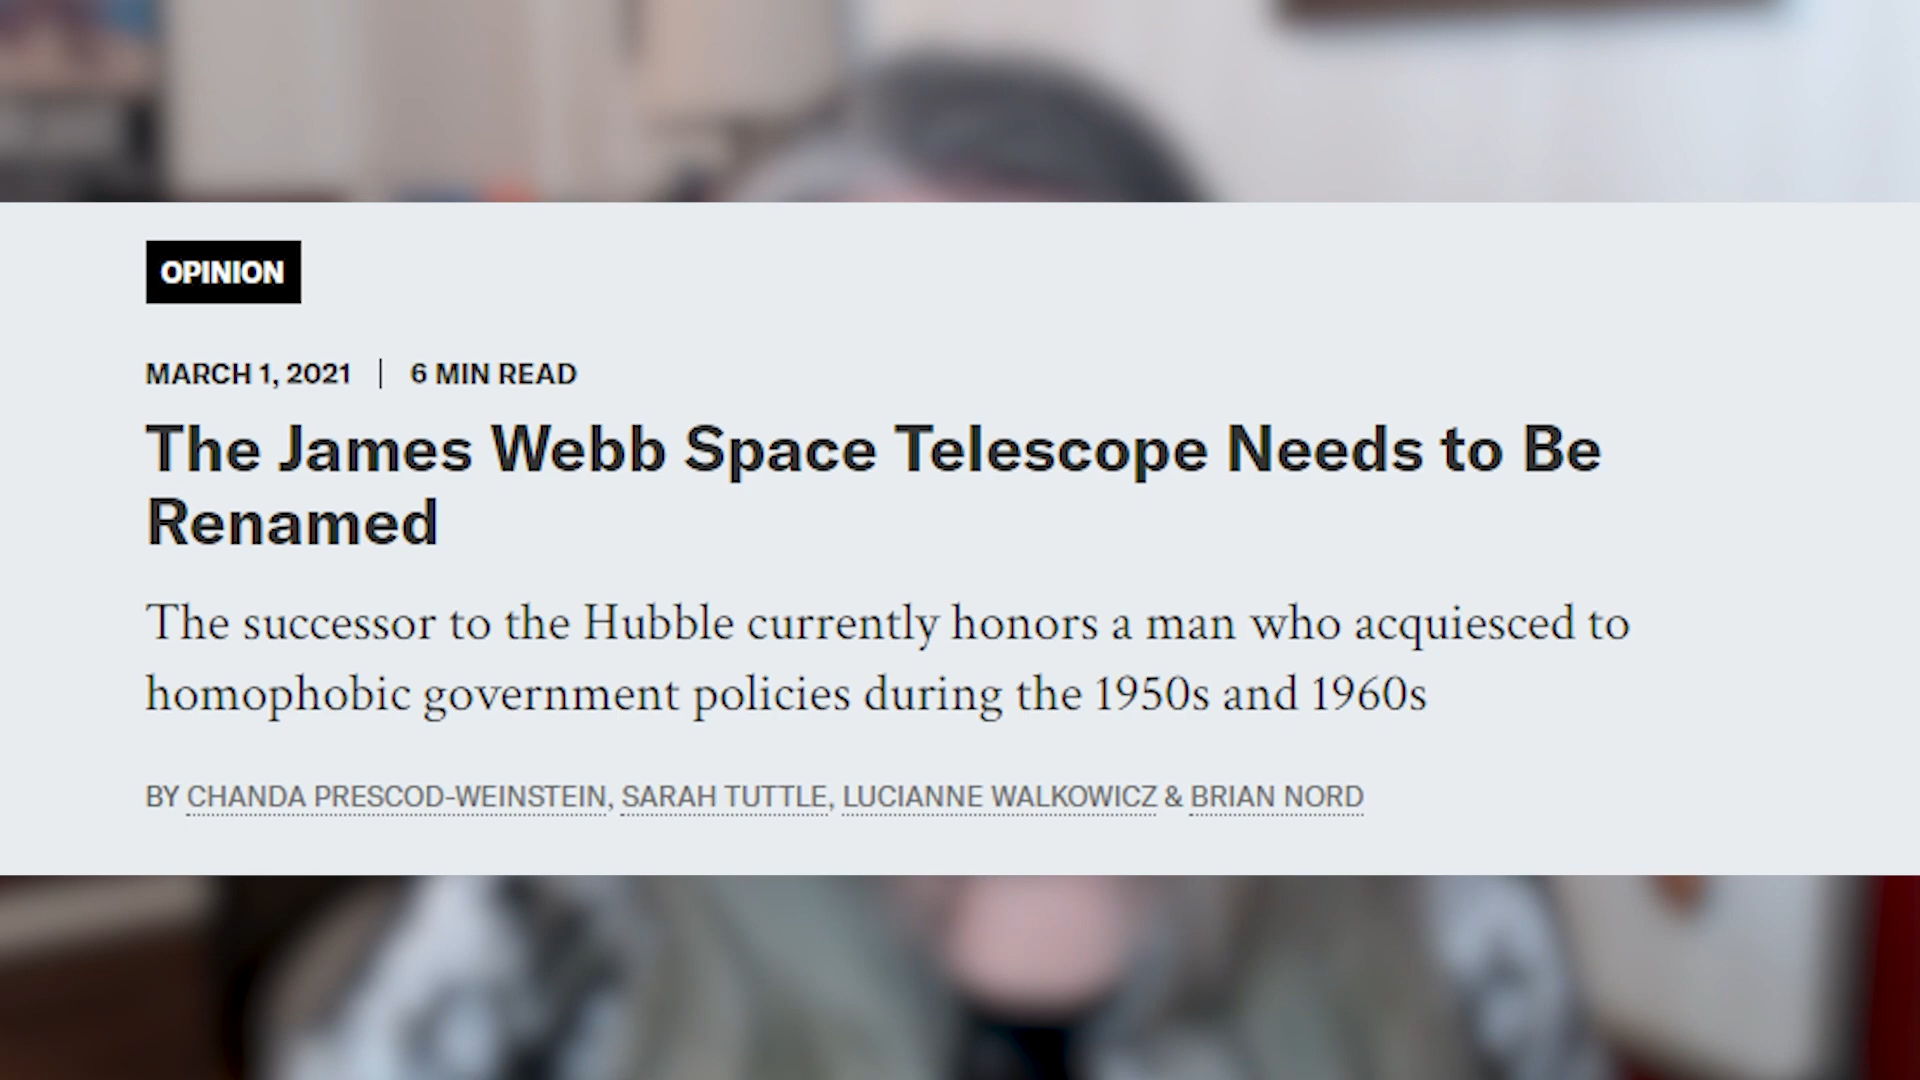 OPINION
MARCH 1, 2021 | 6 MIN READ
The James Webb Space Telescope Needs to Be
Renamed
The successor to the Hubble currently honors a man who acquiesced to
homophobic government policies during the 1950s and 1960s
BY CHANDA PRESCOD-WEINSTEIN, SARAH TUTTLE, LUCIANNE WALKOWICZ & BRIAN NORD